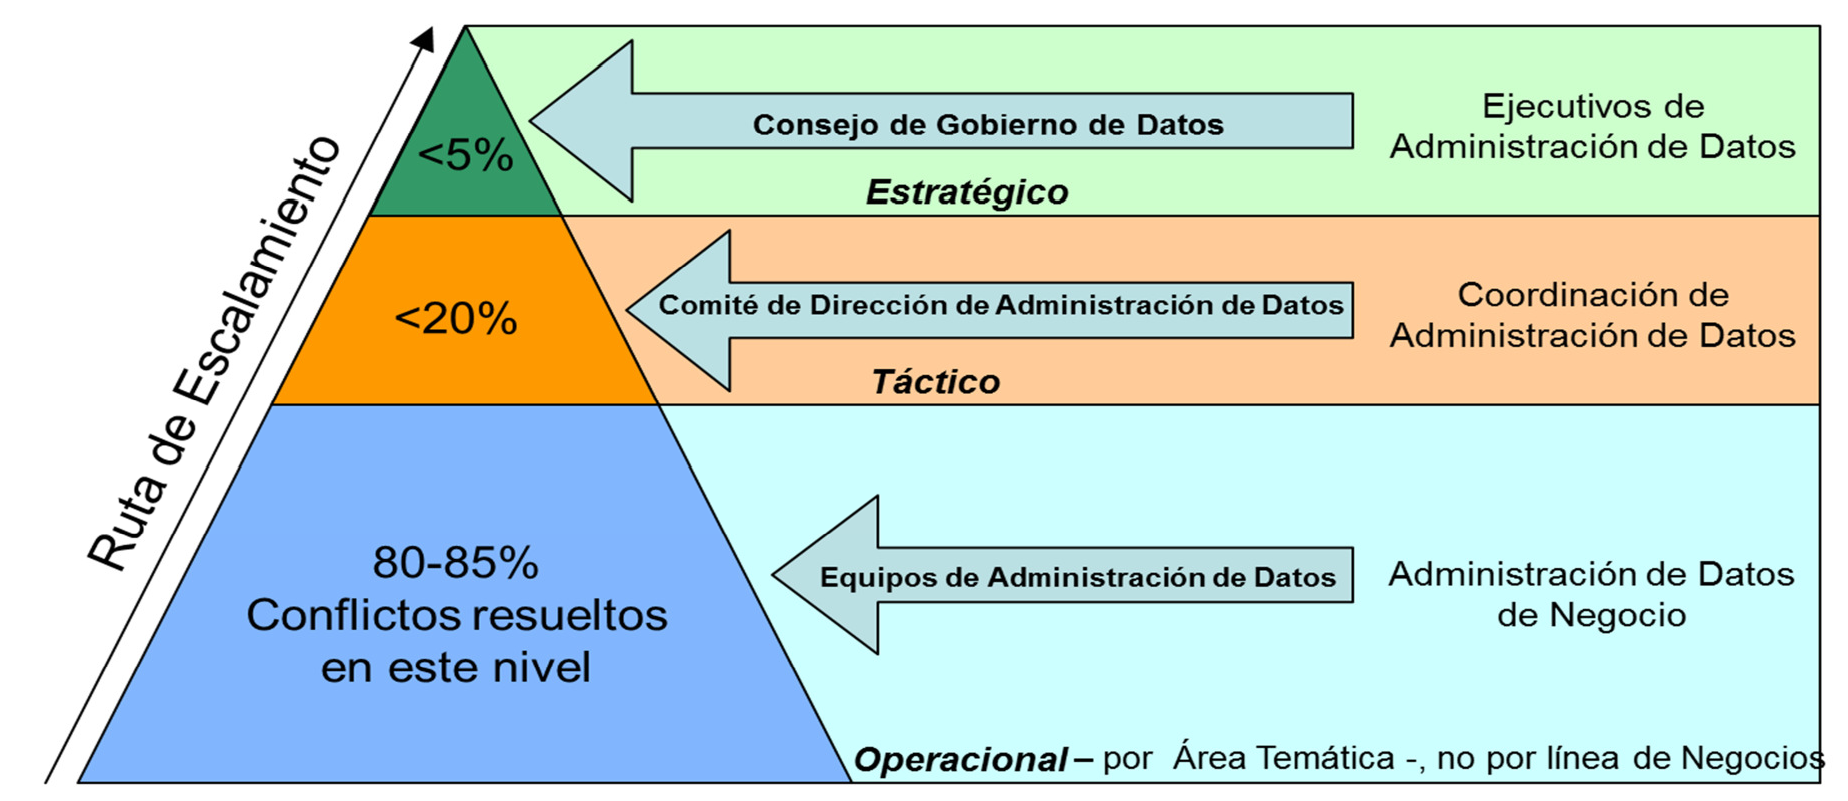 Ruta de Escalamiento
<5%
Consejo de Gobierno de Datos
Estratégico
Ejecutivos de
Administración de Datos
<20%
Comité de Dirección de Administración de Datos
Táctico
Coordinación de
Administración de Datos
80-85%
Conflictos resueltos
en este nivel
Equipos de Administración de Datos
Administración de Datos
de Negocio
Operacional – por Área Temática -, no por línea de Negocios